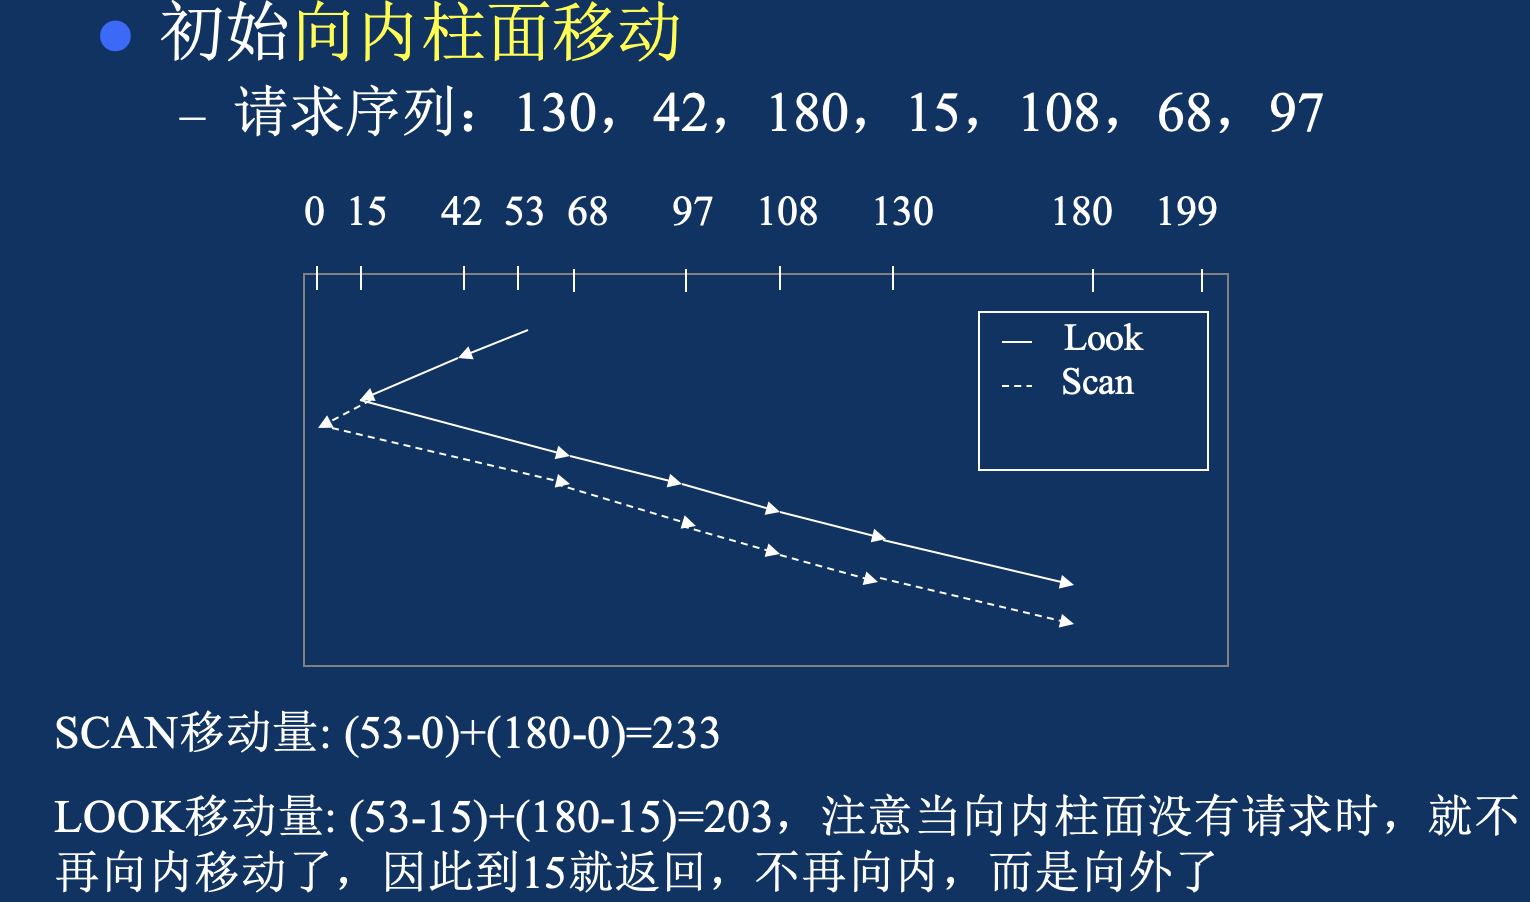 初始向内柱面移动
– 请求序列：130，42，180，15，108，68，97
0 15 42 53 68 97 108 130 180 199
Look
Scan
SCAN移动量: (53-0)+(180-0)=233
LOOK移动量: (53-15)+(180-15)=203，注意当向内柱面没有请求时，就不
再向内移动了，因此到15就返回，不再向内，而是向外了